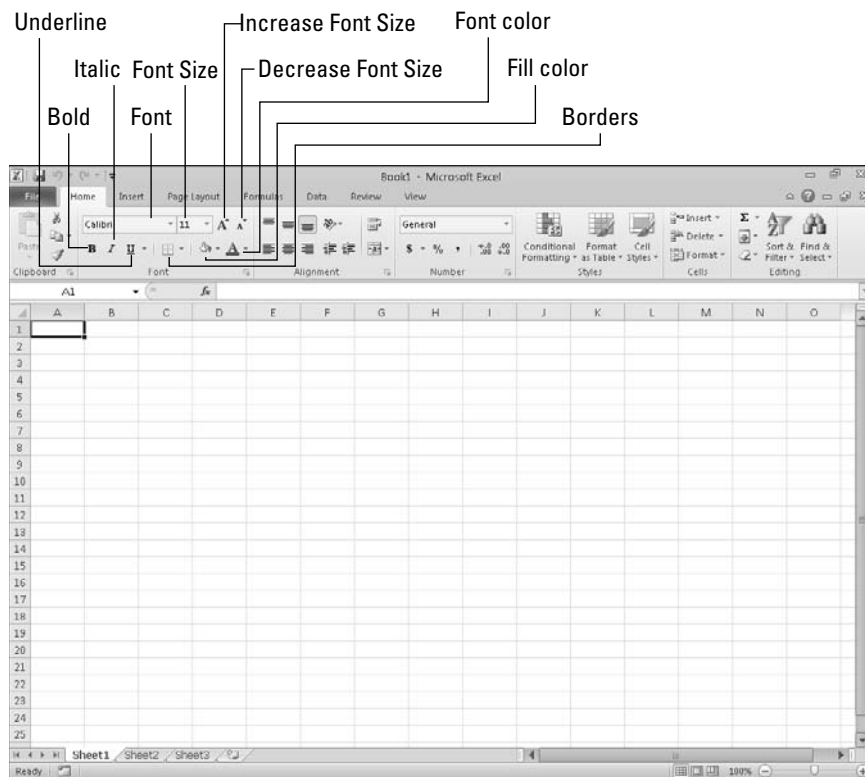 Underline Increase Font Size Font color
Italic Font Size Decrease Font Size Fill color
Bold Font Borders
Book1 - Microsoft Excel
File Home Insert Page Layout Formulas Data Review View
Calibri 11 A A General Insert Σ
Paste B I U A $ % , .0 .00 Conditional Format Cell Delete Sort & Find &
Formatting as Table Styles Format Filter Select
Clipboard Font Alignment Number Styles Cells Editing
A1 fx
A B C D E F G H I J K L M N O
1
2
3
4
5
6
7
8
9
10
11
12
13
14
15
16
17
18
19
20
21
22
23
24
25
Sheet1 Sheet2 Sheet3
Ready 100%